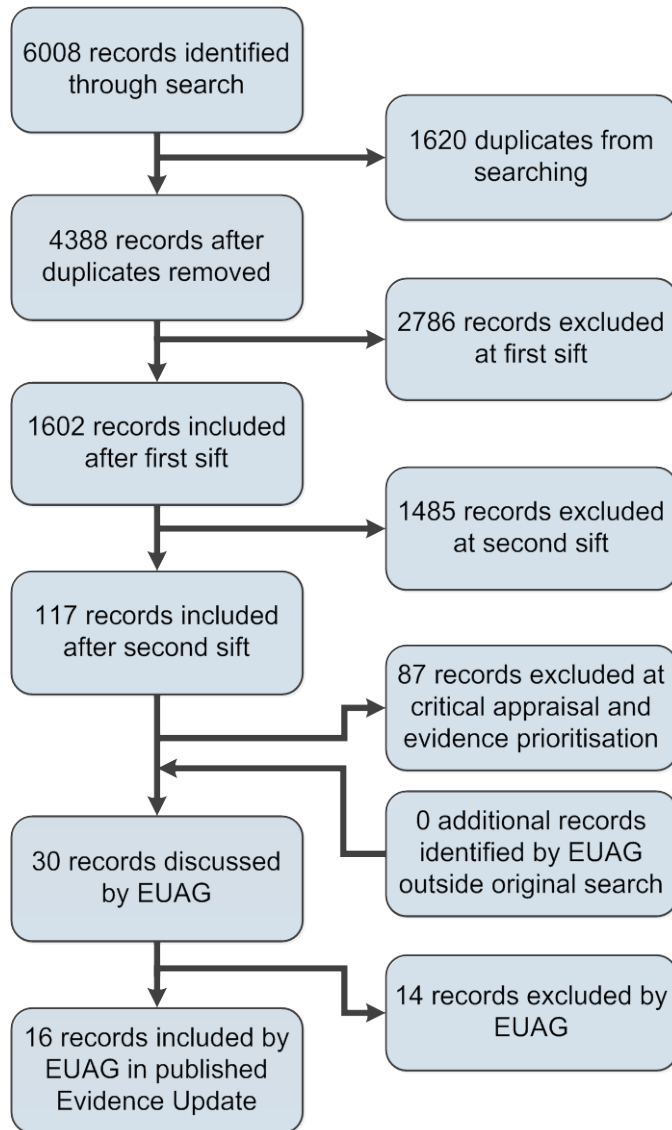 6008 records identified
through search
1620 duplicates from
searching
4388 records after
duplicates removed
2786 records excluded
at first sift
1602 records included
after first sift
1485 records excluded
at second sift
117 records included
after second sift
87 records excluded at
critical appraisal and
evidence prioritisation
0 additional records
identified by EUAG
outside original search
30 records discussed
by EUAG
14 records excluded by
EUAG
16 records included by
EUAG in published
Evidence Update